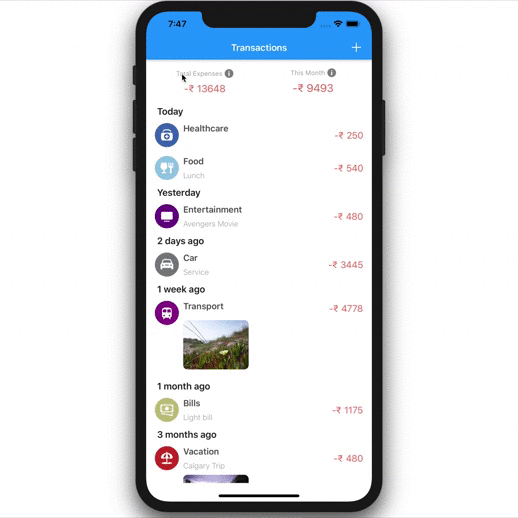 7:47
Transactions +
Total Expenses i This Month i
-₹ 13648 -₹ 9493
Today
Healthcare -₹ 250
Food -₹ 540
Lunch
Yesterday
Entertainment -₹ 480
Avengers Movie
2 days ago
Car -₹ 3445
Service
1 week ago
Transport -₹ 4778
1 month ago
Bills -₹ 1175
Light bill
3 months ago
Vacation -₹ 480
Calgary Trip